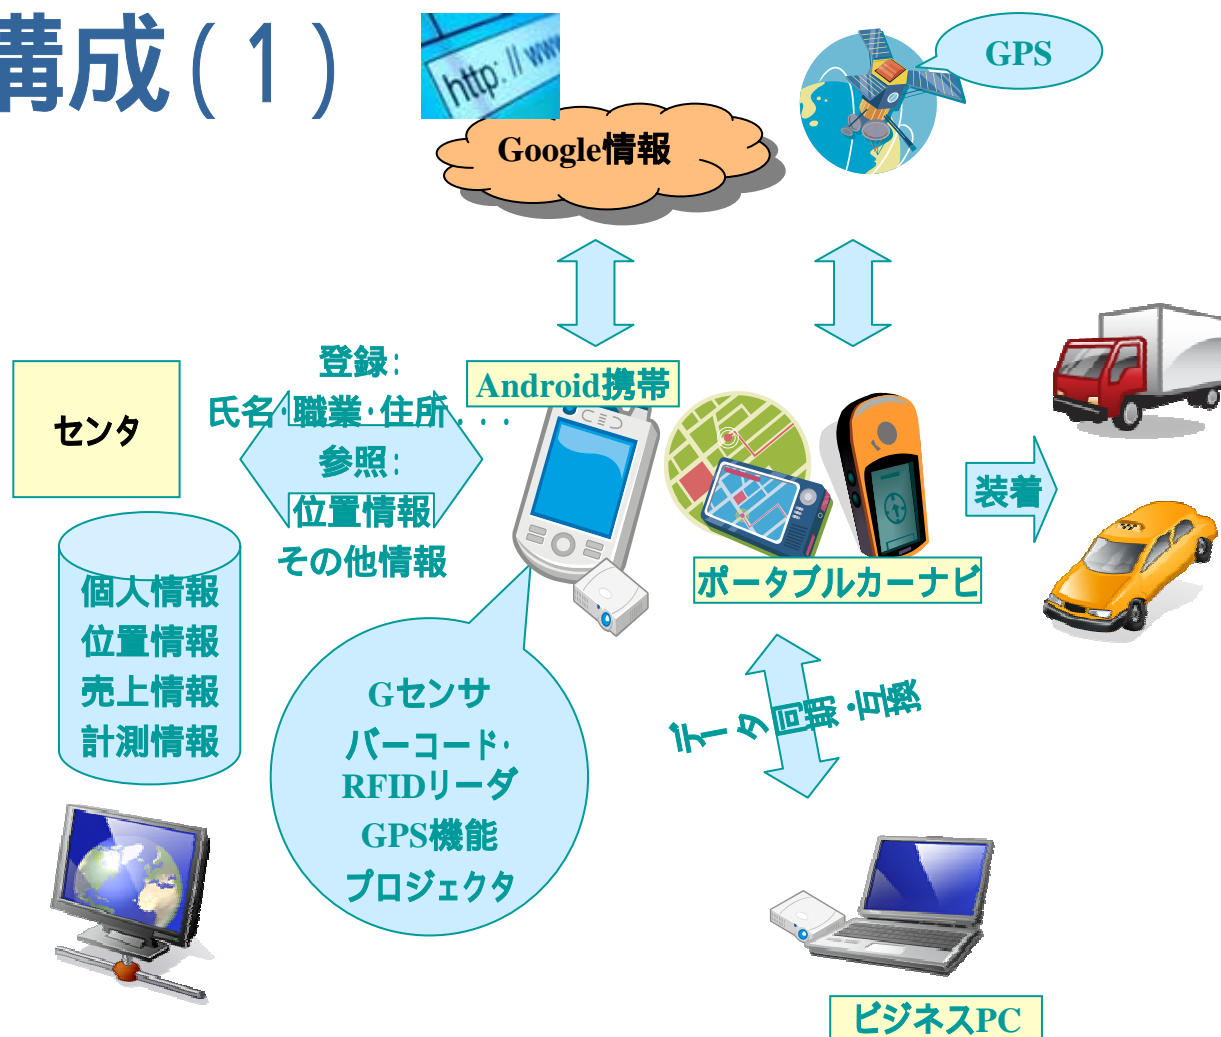 構成(1)
http://ww
GPS
Google情報
登録:
氏名・職業・住所...
参照:
位置情報
その他情報
センタ
Android携帯
装着
ポータブルカーナビ
個人情報
位置情報
売上情報
計測情報
Gセンサ
バーコード・
RFIDリーダ
GPS機能
プロジェクタ
データ同期・互換
ビジネスPC